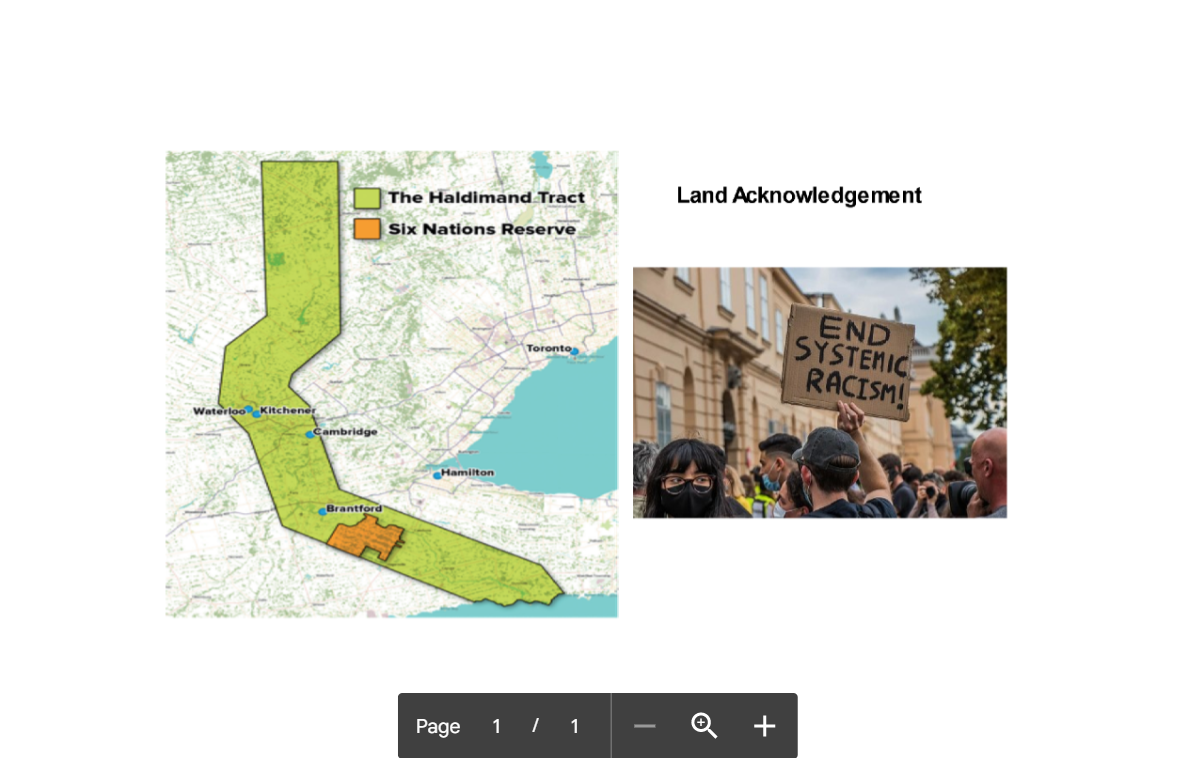 The Haldimand Tract
Six Nations Reserve
Toronto
Waterloo
Kitchener
Cambridge
Hamilton
Brantford
Land Acknowledgement
END
SYSTEMIC
RACISM!
Page 1 / 1